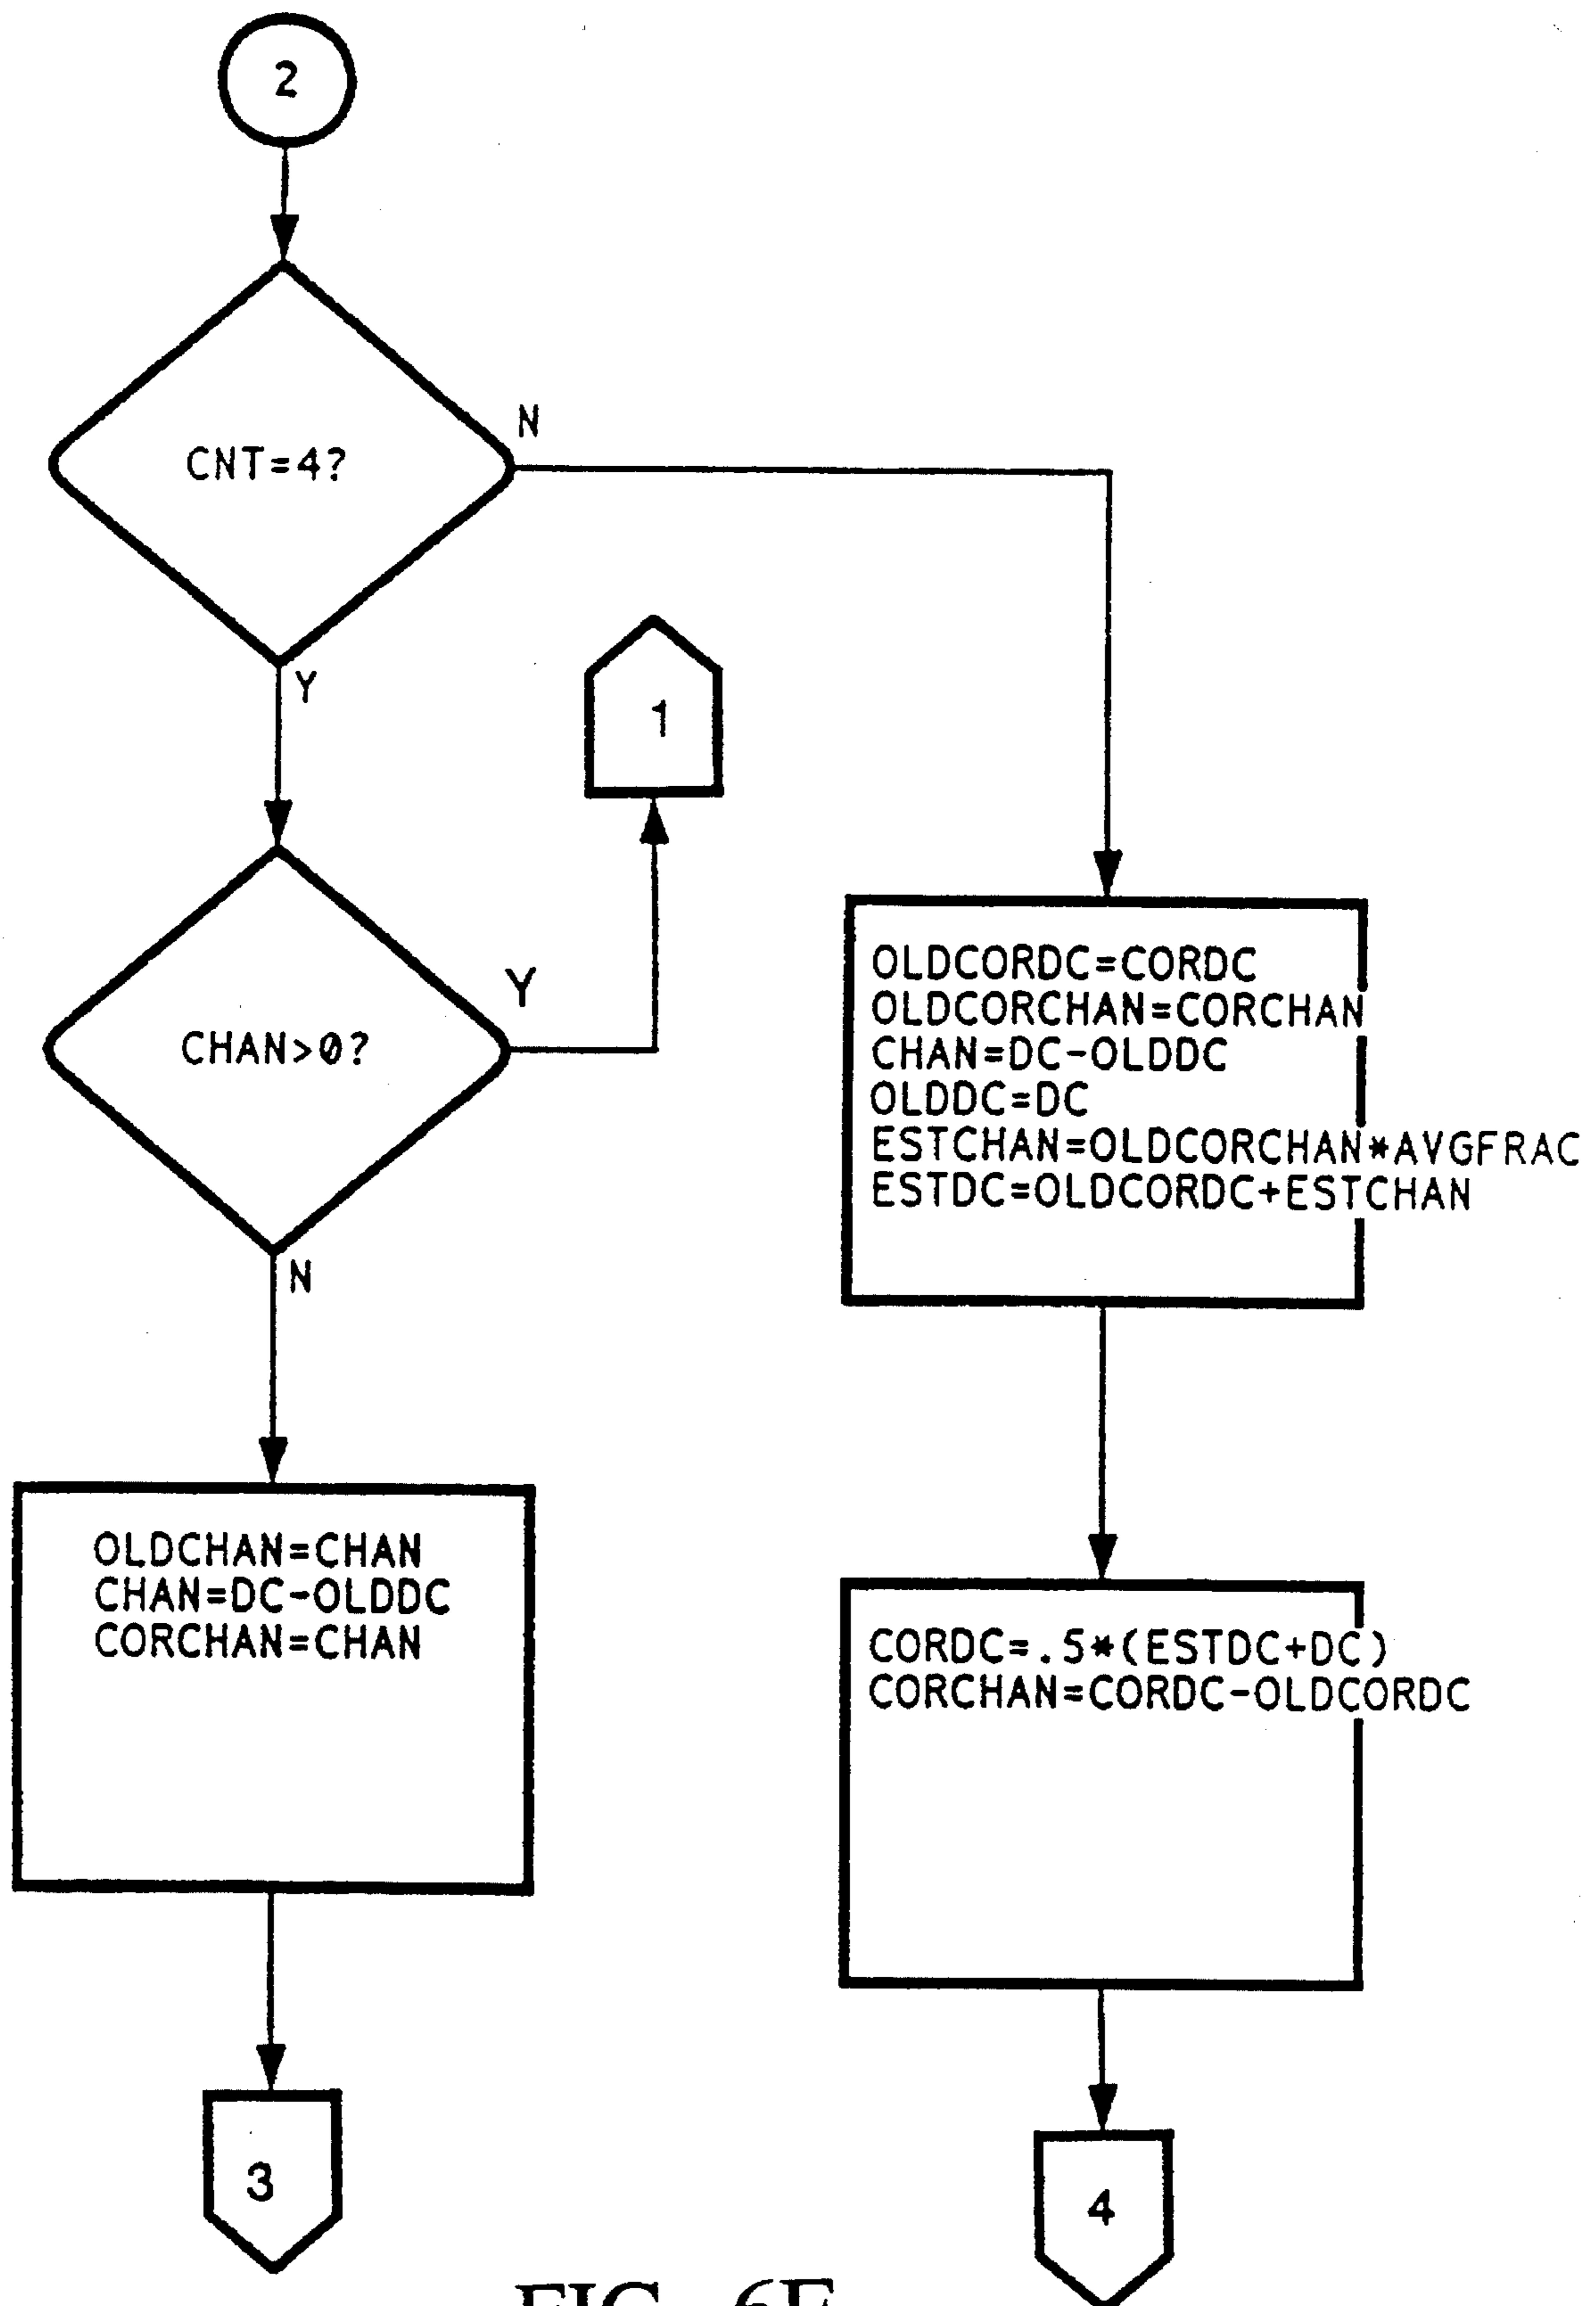 2
CNT=4?
N
Y
1
CHAN>0?
Y
N
OLDCORDC=CORDC
OLDCORCHAN=CORCHAN
CHAN=DC-OLDDC
OLDDC=DC
ESTCHAN=OLDCORCHAN*AVGFRAC
ESTDC=OLDCORDC+ESTCHAN
OLDCHAN=CHAN
CHAN=DC-OLDDC
CORCHAN=CHAN
CORDC=.5*(ESTDC+DC)
CORCHAN=CORDC-OLDCORDC
3
4